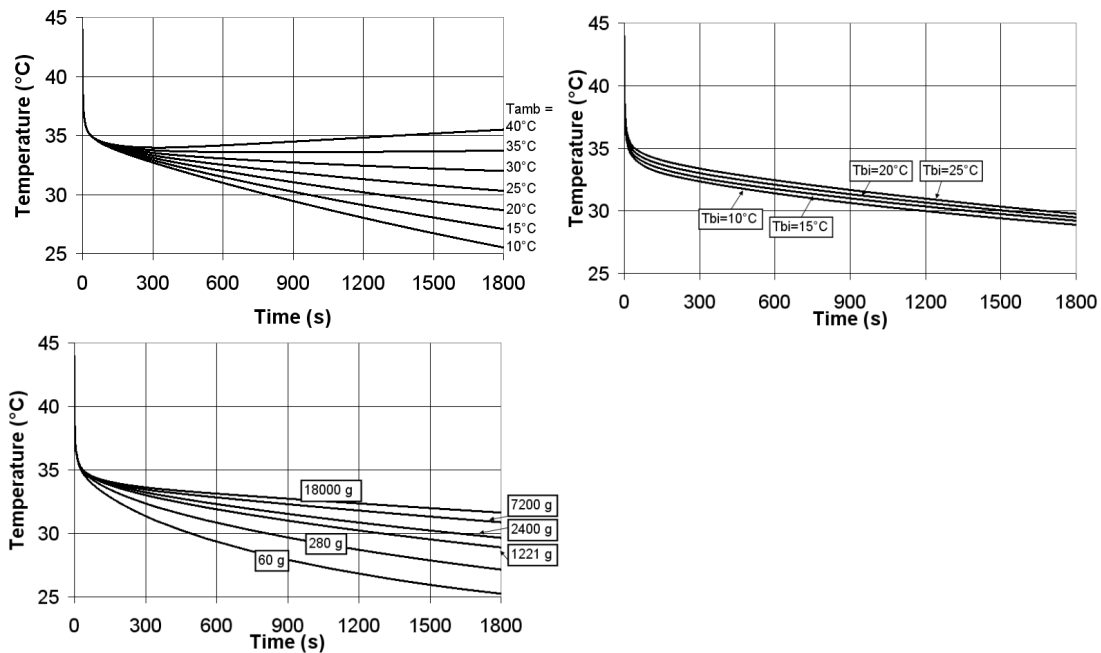 45
40
35
30
25
Temperature (°C)
0 300 600 900 1200 1500 1800
Time (s)
Tamb =
40°C
35°C
30°C
25°C
20°C
15°C
10°C
45
40
35
30
25
Temperature (°C)
Tbi=20°C
Tbi=25°C
Tbi=10°C
Tbi=15°C
0 300 600 900 1200 1500 1800
Time (s)
45
40
35
30
25
Temperature (°C)
18000 g
7200 g
2400 g
1221 g
280 g
60 g
0 300 600 900 1200 1500 1800
Time (s)